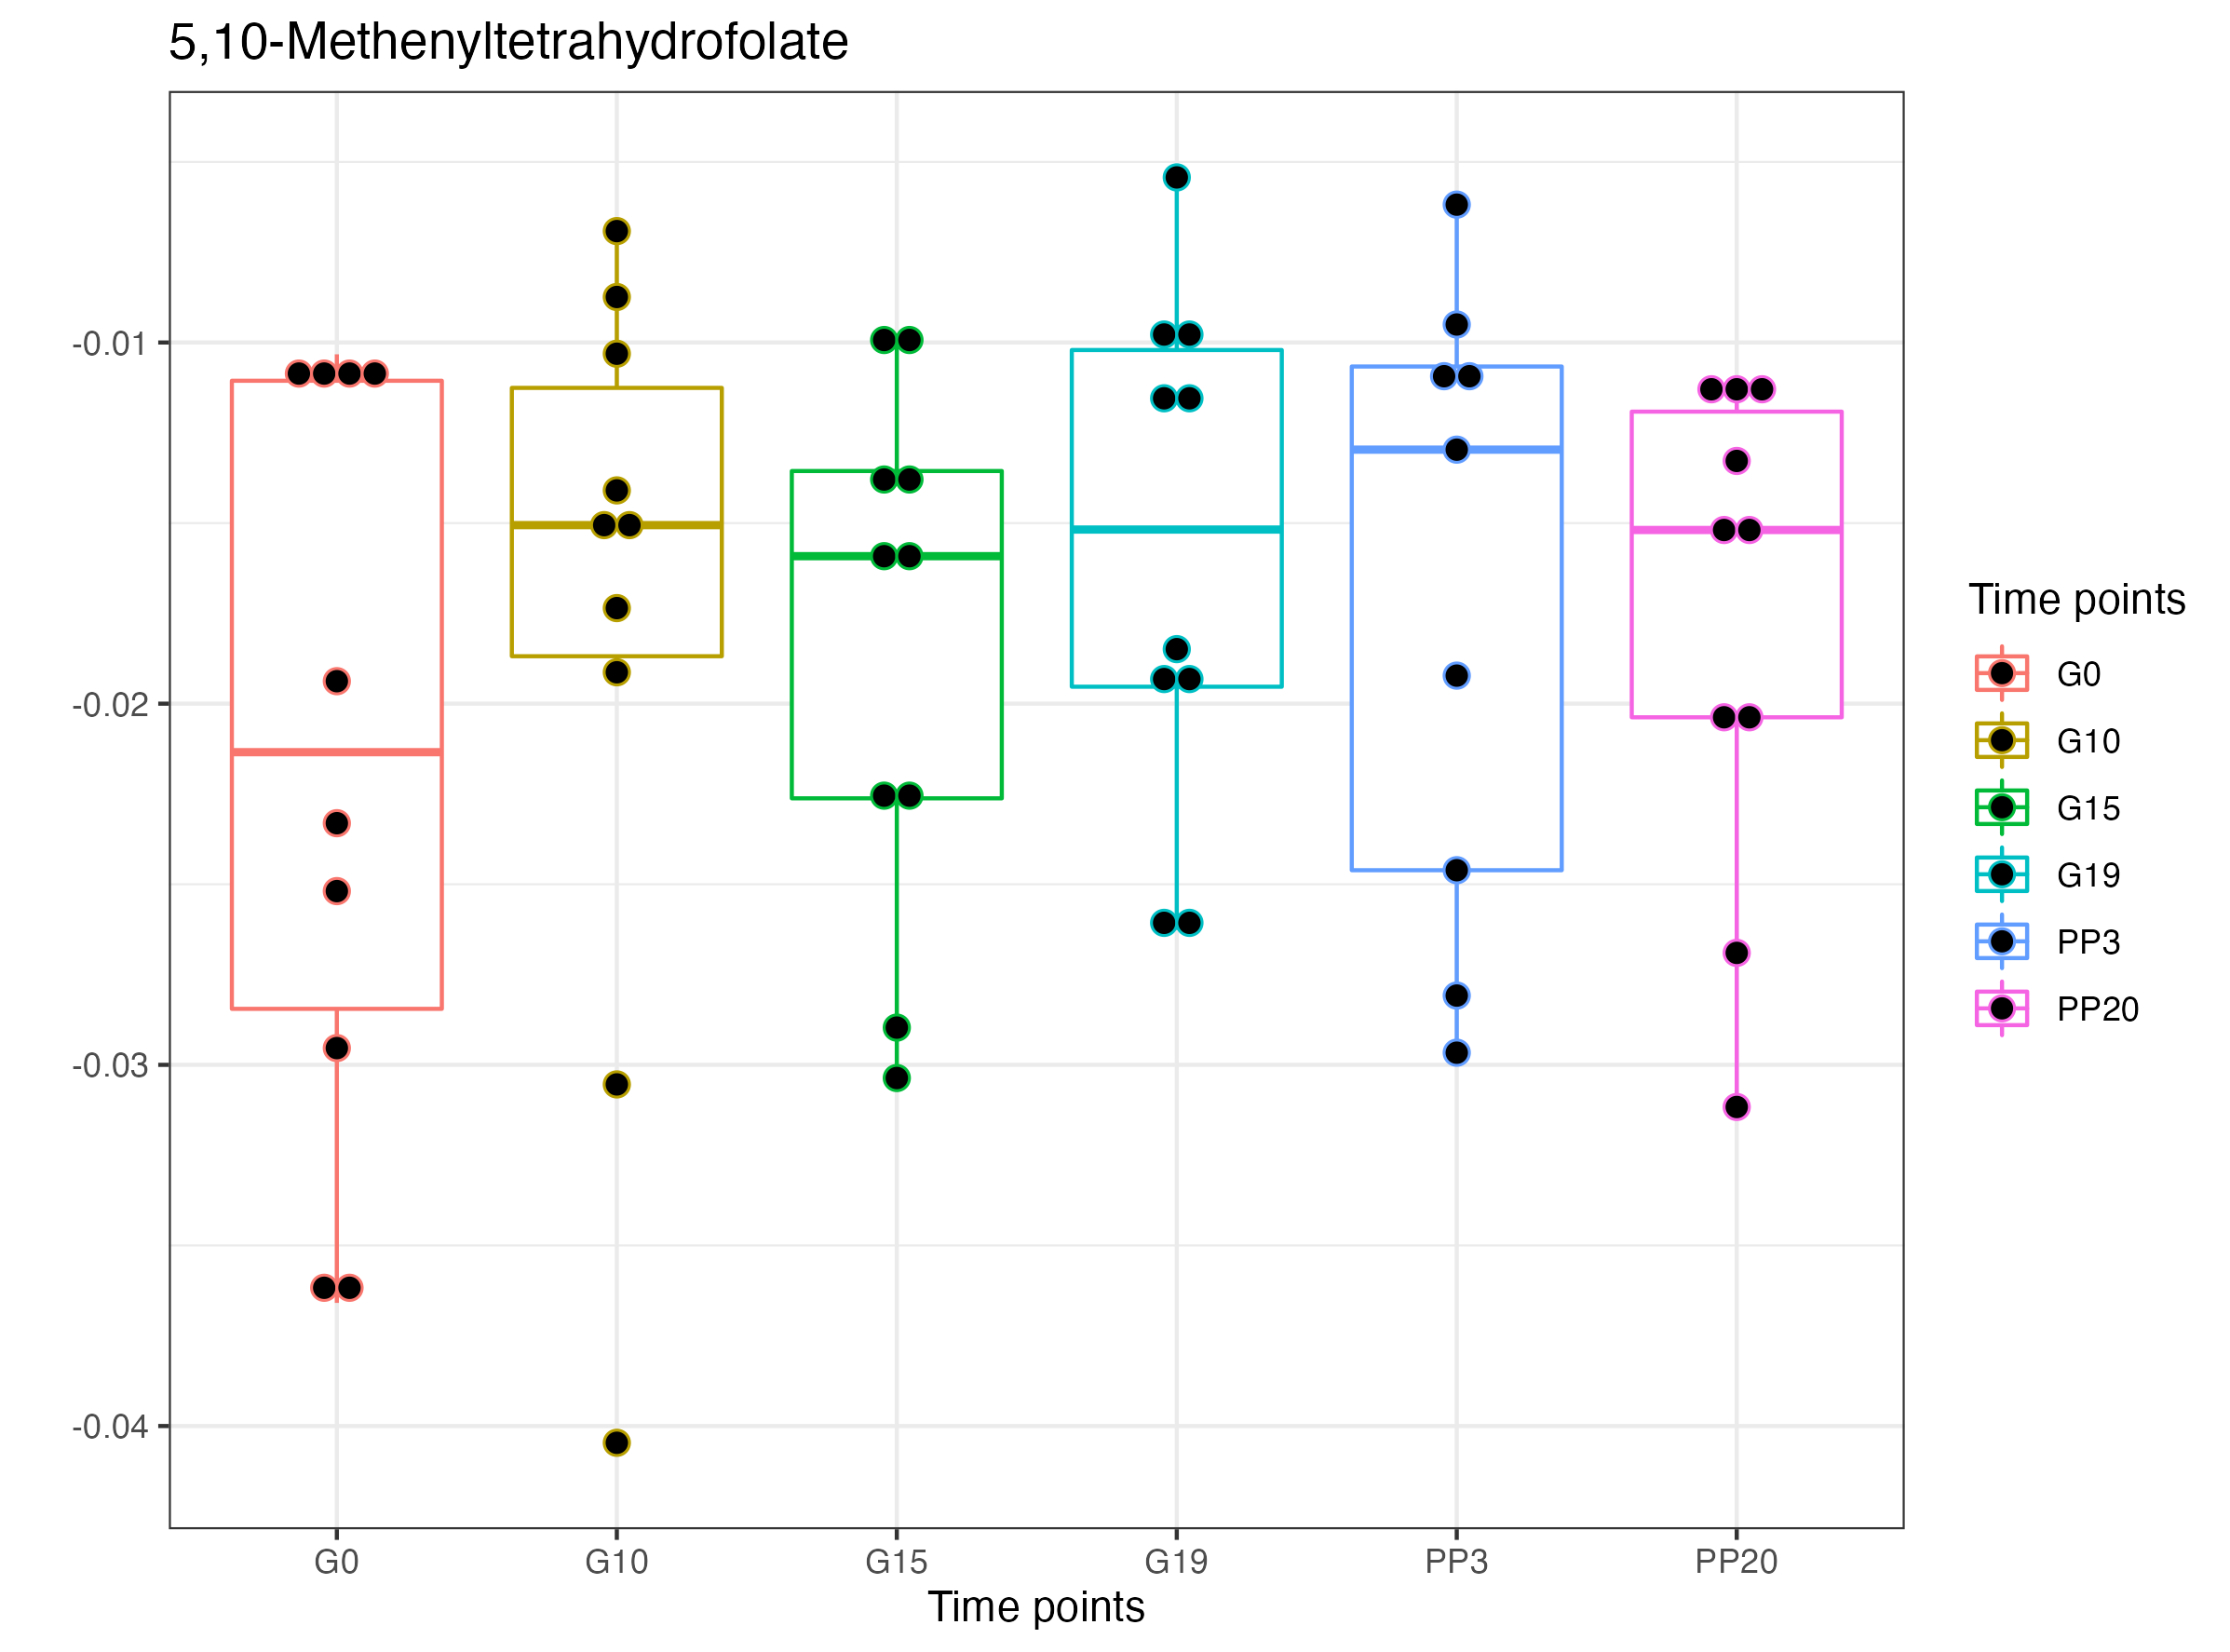 5,10-Methenyltetrahydrofolate
-0.01
-0.02
-0.03
-0.04
G0 G10 G15 G19 PP3 PP20
Time points
Time points
G0
G10
G15
G19
PP3
PP20